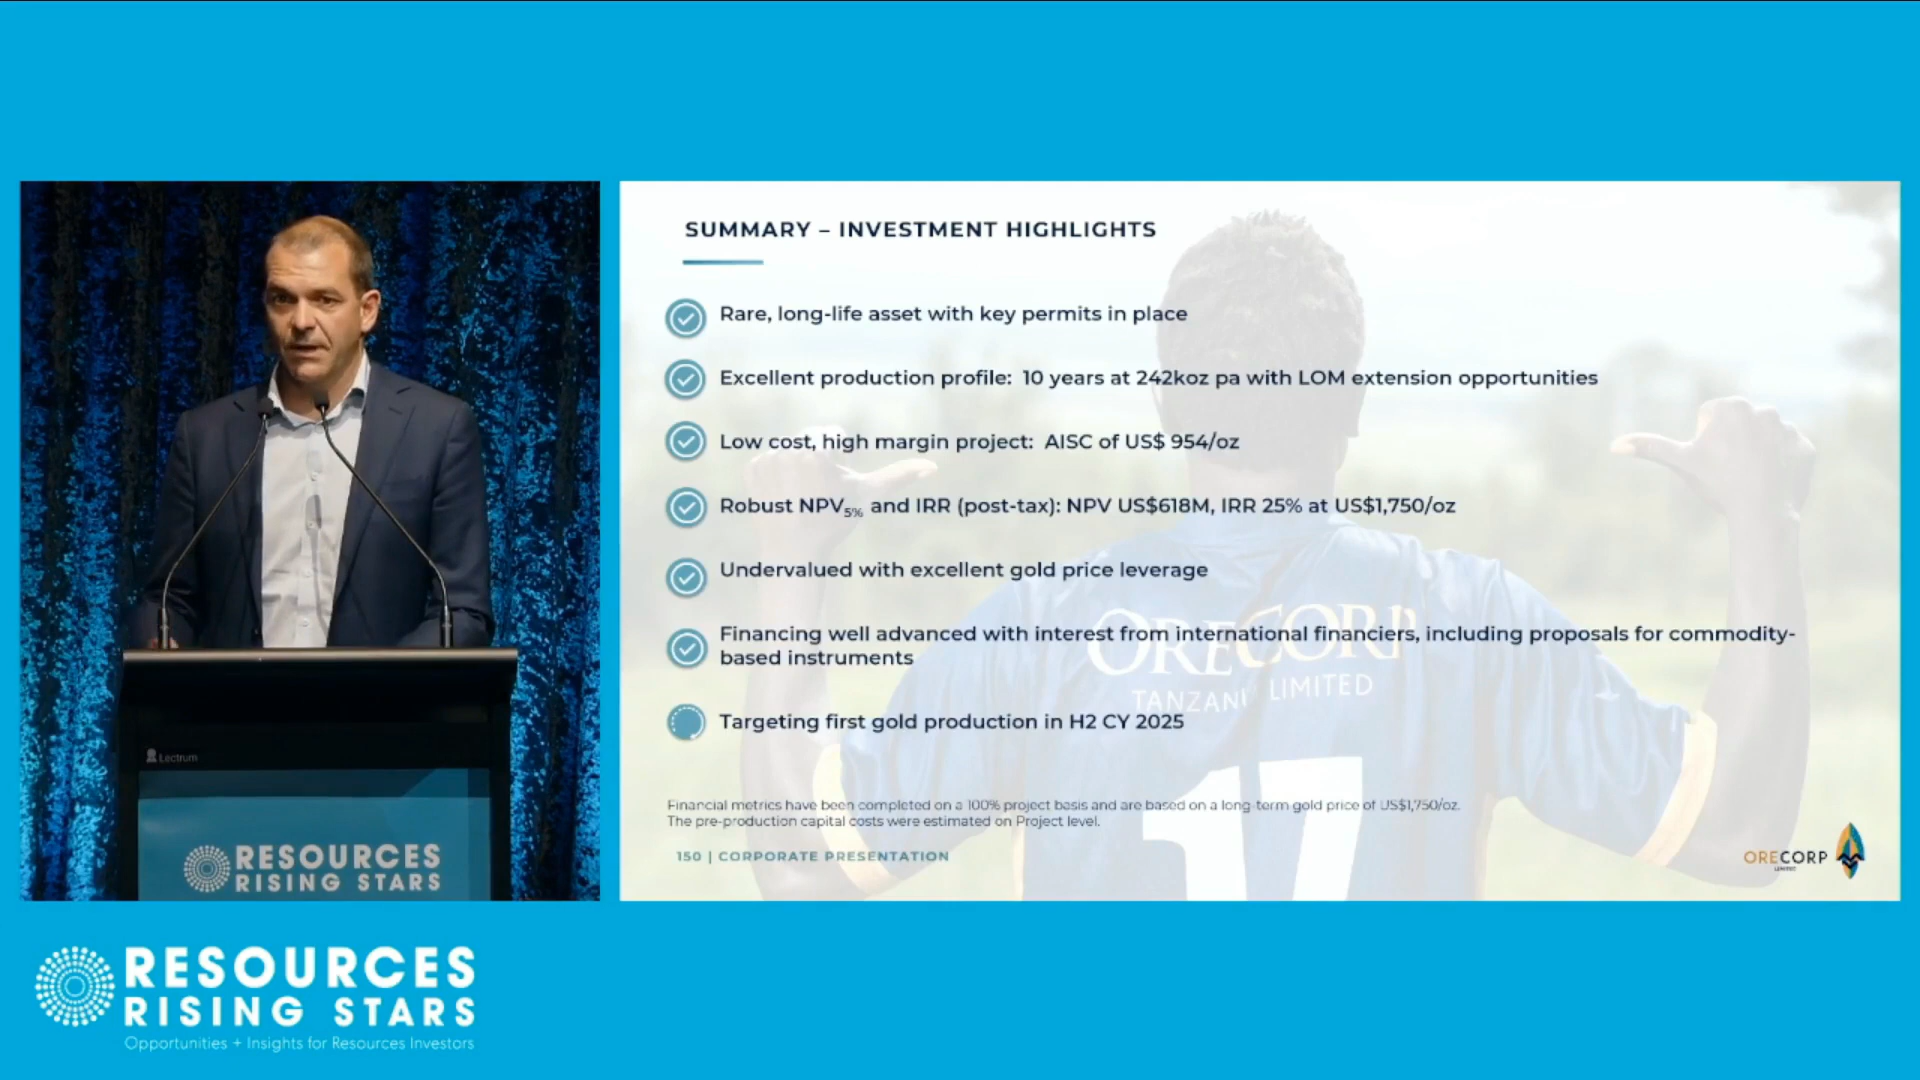 SUMMARY – INVESTMENT HIGHLIGHTS
Rare, long-life asset with key permits in place
Excellent production profile: 10 years at 242koz pa with LOM extension opportunities
Low cost, high margin project: AISC of US$ 954/oz
Robust NPV5% and IRR (post-tax): NPV US$618M, IRR 25% at US$1,750/oz
Undervalued with excellent gold price leverage
Financing well advanced with interest from international financiers, including proposals for commodity-
based instruments
Targeting first gold production in H2 CY 2025
ORECORP
LIMITED
17
Financial metrics have been completed on a 100% project basis and are based on a long-term gold price of US$1,750/oz.
The pre-production capital costs were estimated on Project level.
150 | CORPORATE PRESENTATION
ORECORP
LIMITED
Lectrum
RESOURCES
RISING STARS
RESOURCES
RISING STARS
Opportunities + Insights for Resources Investors